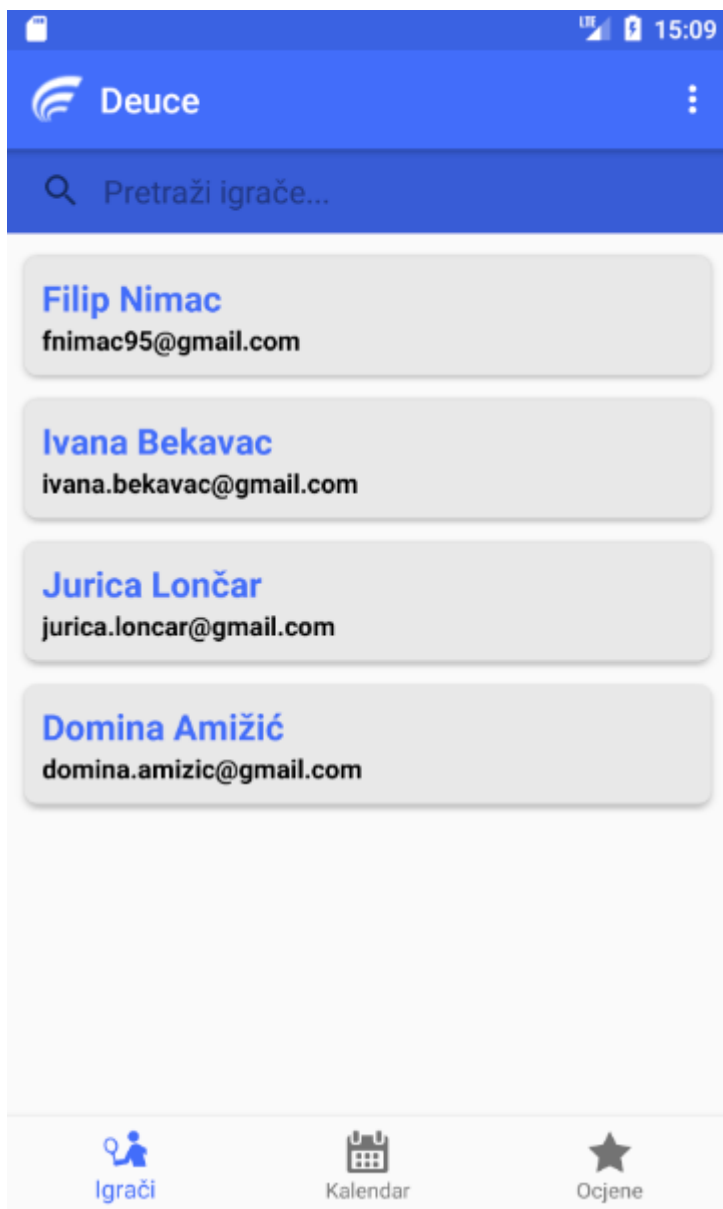 LTE 15:09
Deuce
Pretraži igrače...
Filip Nimac
fnimac95@gmail.com
Ivana Bekavac
ivana.bekavac@gmail.com
Jurica Lončar
jurica.loncar@gmail.com
Domina Amižić
domina.amizic@gmail.com
Igrači Kalendar Ocjene